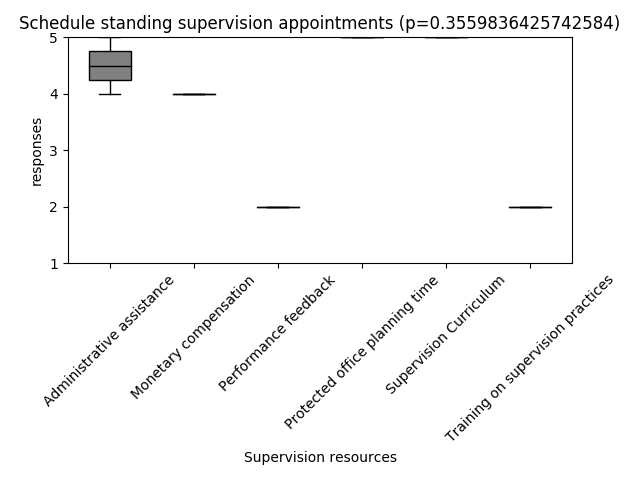 Schedule standing supervision appointments (p=0.3559836425742584)
5
4
3
2
1
responses
Administrative assistance
Monetary compensation
Performance feedback
Protected office planning time
Supervision Curriculum
Training on supervision practices
Supervision resources